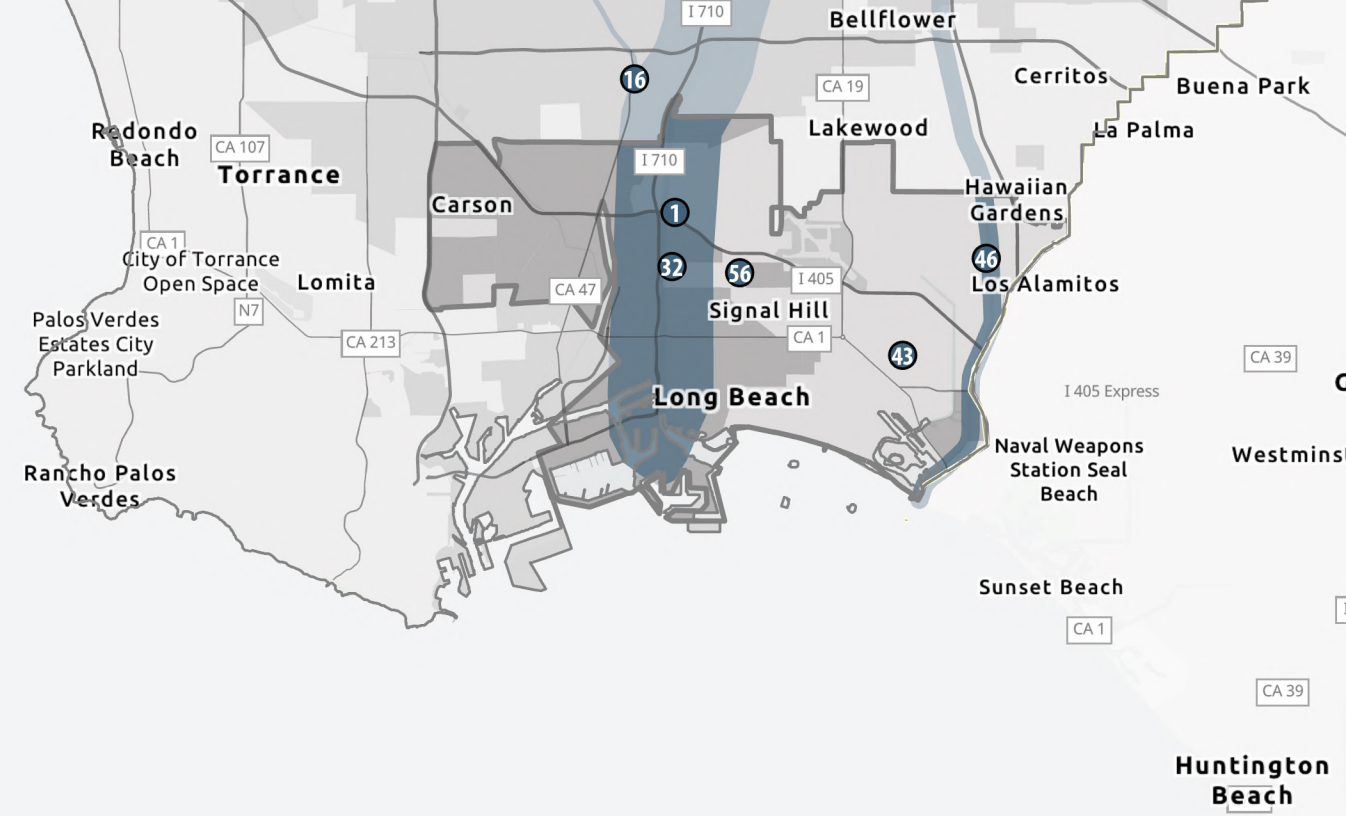 I 710
Bellflower
16
Cerritos
CA 19
Buena Park
Lakewood
La Palma
Redondo
Beach
CA 107
I 710
Torrance
Hawaiian
Gardens
Carson
1
CA 1
City of Torrance
Open Space
46
32
56
I 405
Lomita
CA 47
Los Alamitos
N7
Signal Hill
Palos Verdes
Estates City
Parkland
CA 213
CA 1
43
CA 39
I 405 Express
Long Beach
Naval Weapons
Station Seal
Beach
Rancho Palos
Verdes
Sunset Beach
CA 1
CA 39
Huntington
Beach